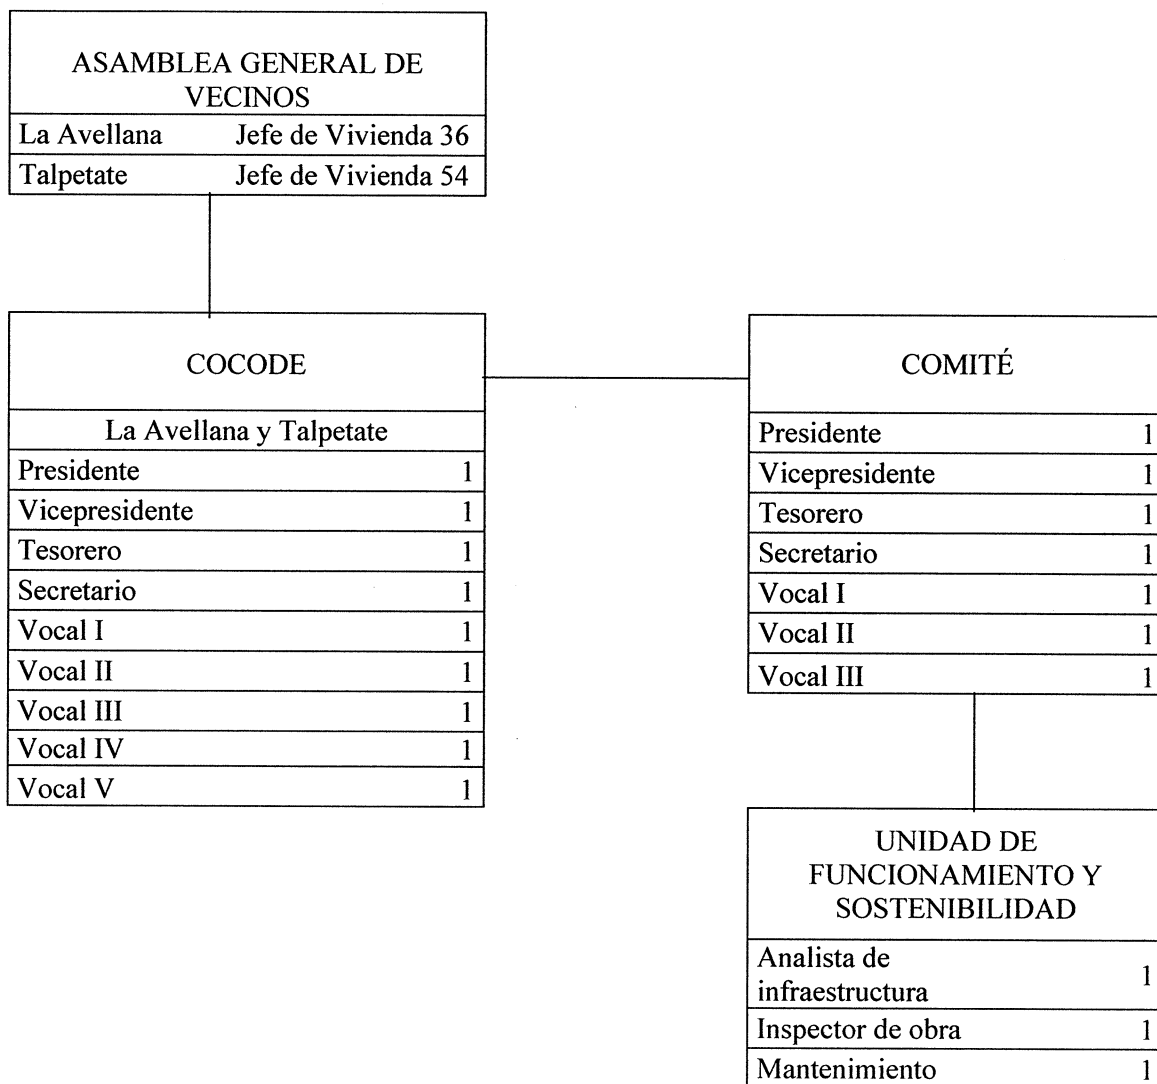 ASAMBLEA GENERAL DE
VECINOS
La Avellana Jefe de Vivienda 36
Talpetate Jefe de Vivienda 54
COCODE
La Avellana y Talpetate
Presidente 1
Vicepresidente 1
Tesorero 1
Secretario 1
Vocal I 1
Vocal II 1
Vocal III 1
Vocal IV 1
Vocal V 1
COMITÉ
Presidente 1
Vicepresidente 1
Tesorero 1
Secretario 1
Vocal I 1
Vocal II 1
Vocal III 1
UNIDAD DE
FUNCIONAMIENTO Y
SOSTENIBILIDAD
Analista de
infraestructura 1
Inspector de obra 1
Mantenimiento 1